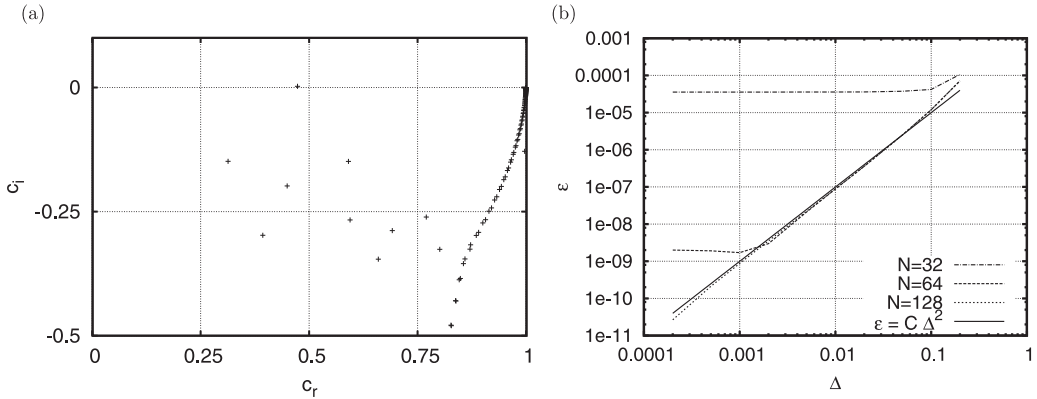 (a)
0
-0.25
-0.5
c_i
0
0.25
0.5
0.75
1
c_r
(b)
0.001
0.0001
1e-05
1e-06
1e-07
1e-08
1e-09
1e-10
1e-11
ε
N=32
N=64
N=128
ε = C Δ²
0.0001
0.001
0.01
0.1
1
Δ